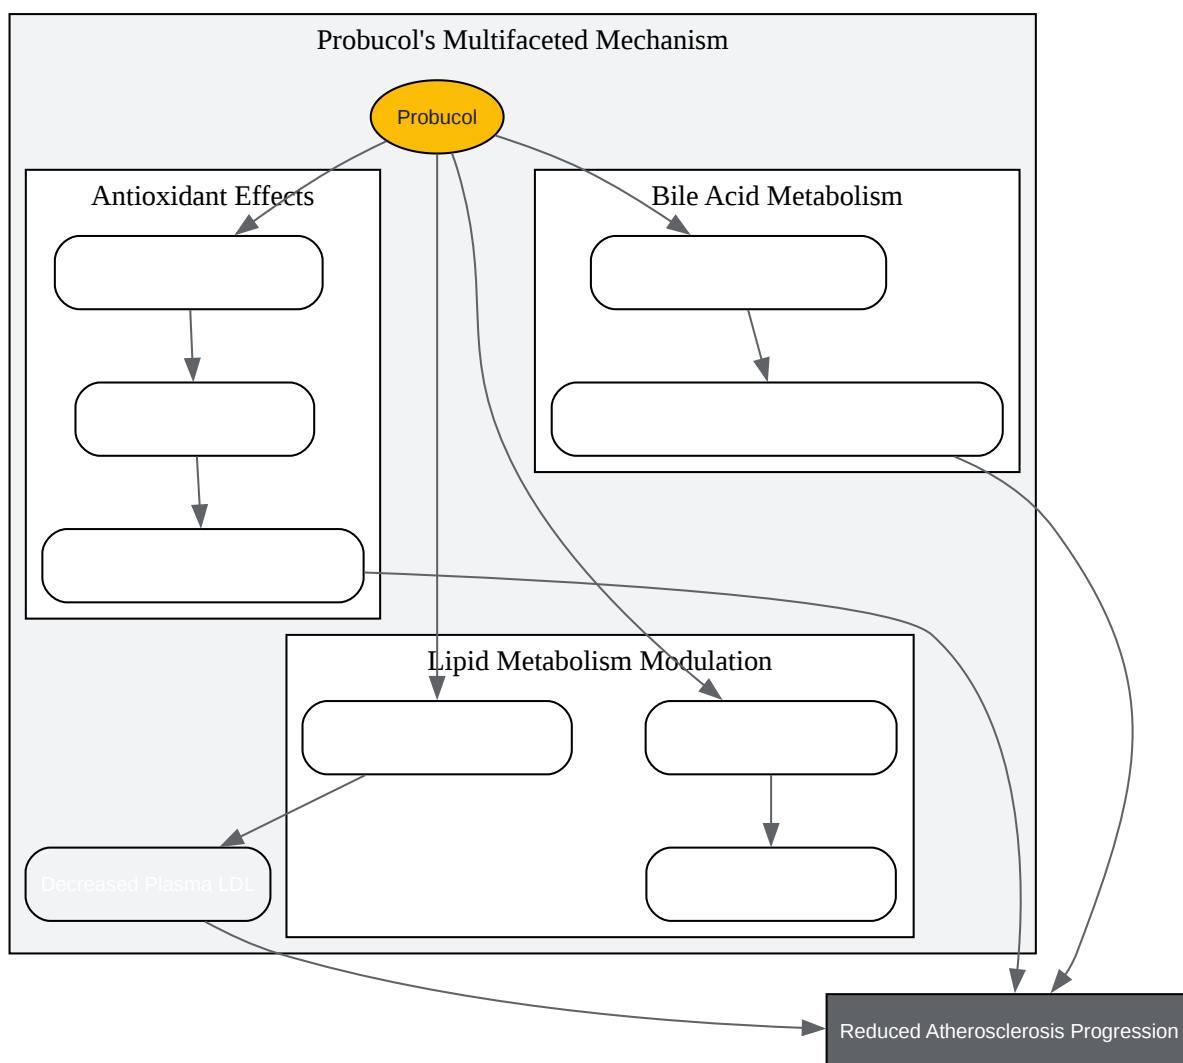 Probucol's Multifaceted Mechanism
Probucol
Antioxidant Effects
Bile Acid Metabolism
Lipid Metabolism Modulation
Decreased Plasma LDL
Reduced Atherosclerosis Progression